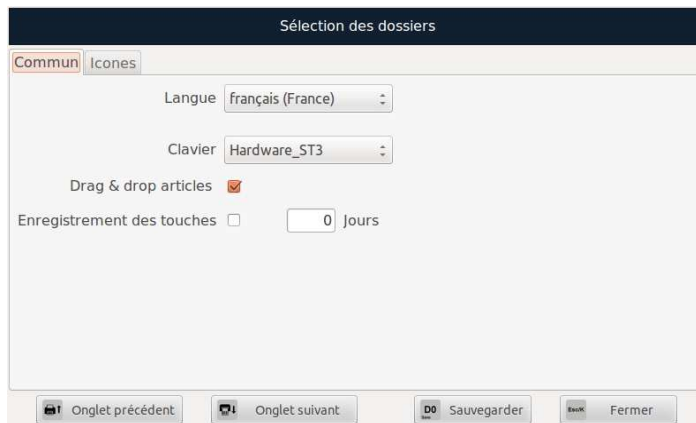 Sélection des dossiers
Commun Icones
Langue français (France)
Clavier Hardware_ST3
Drag & drop articles
Enregistrement des touches 0 Jours
Onglet précédent Onglet suivant D0 Sauvegarder Esc/K Fermer